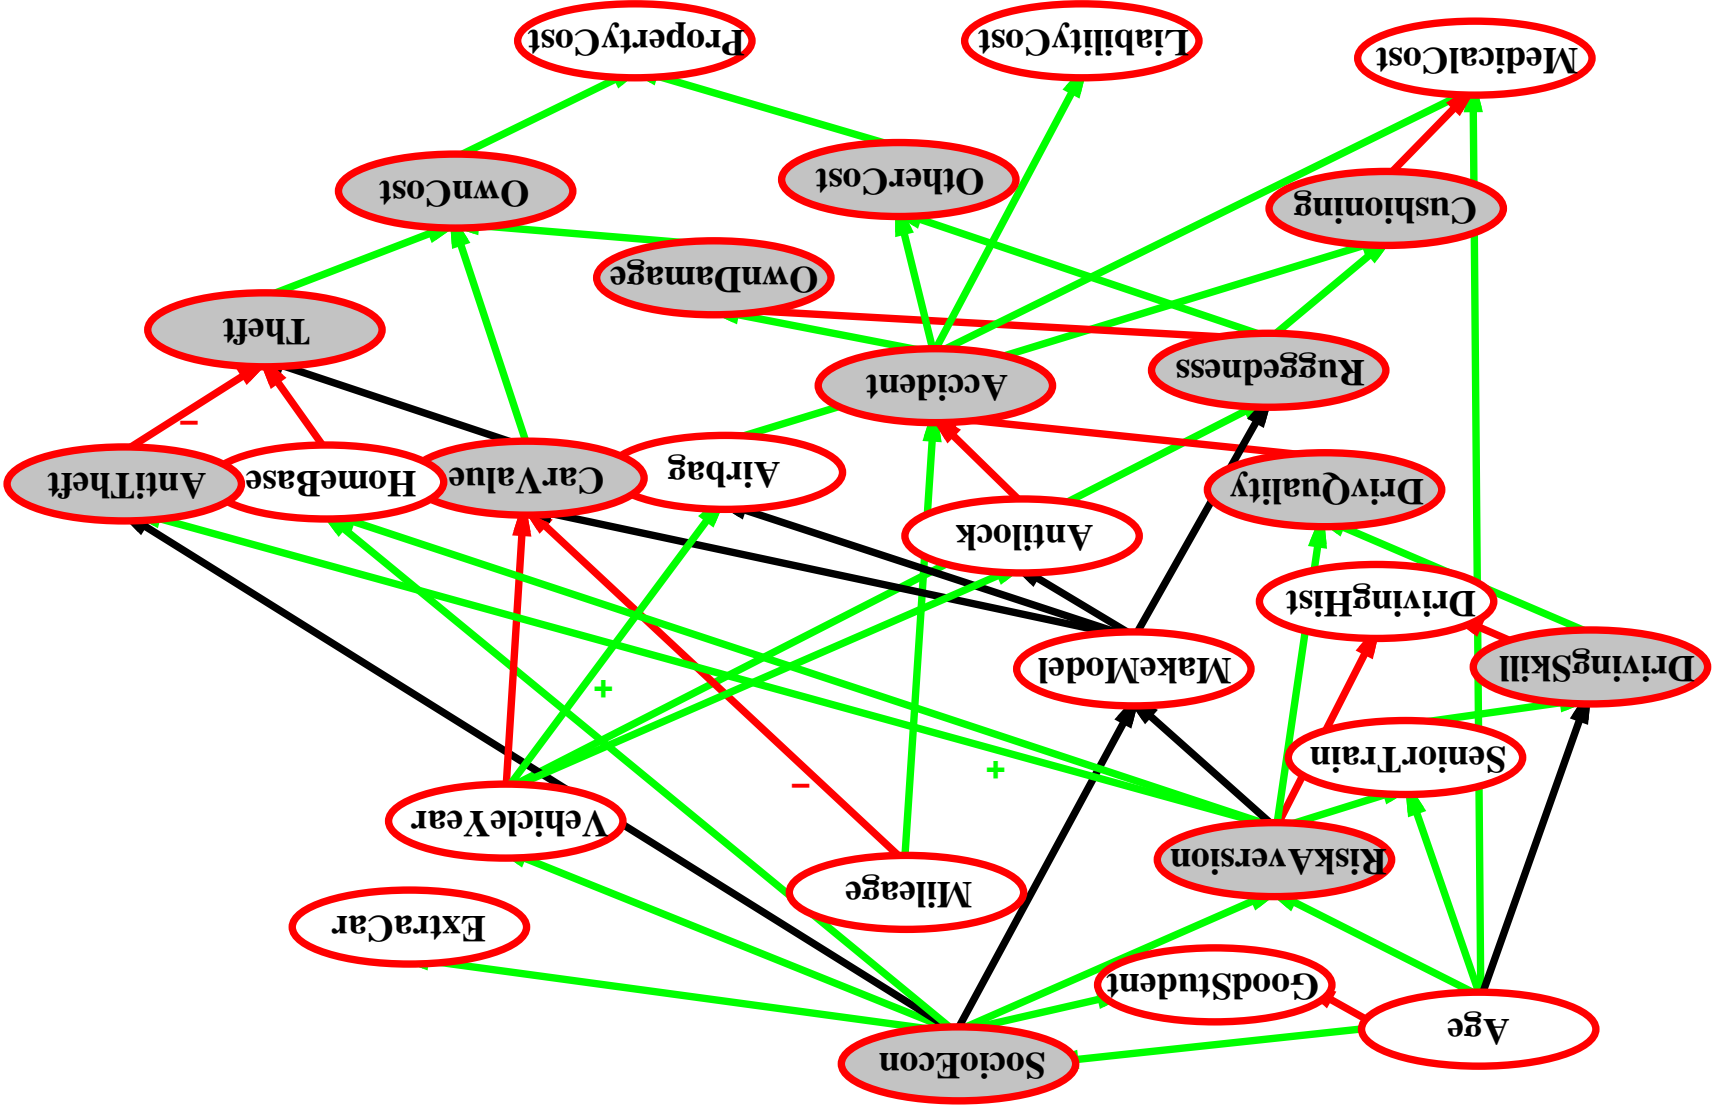 Age
SocioEcon
GoodStudent
ExtraCar
Mileage
RiskAversion
VehicleYear
−
+
SeniorTrain
+
DrivingSkill
MakeModel
DrivingHist
Antilock
DrivQuality
Airbag
CarValue
HomeBase
AntiTheft
−
Ruggedness
Accident
Theft
OwnDamage
Cushioning
OtherCost
OwnCost
MedicalCost
LiabilityCost
PropertyCost